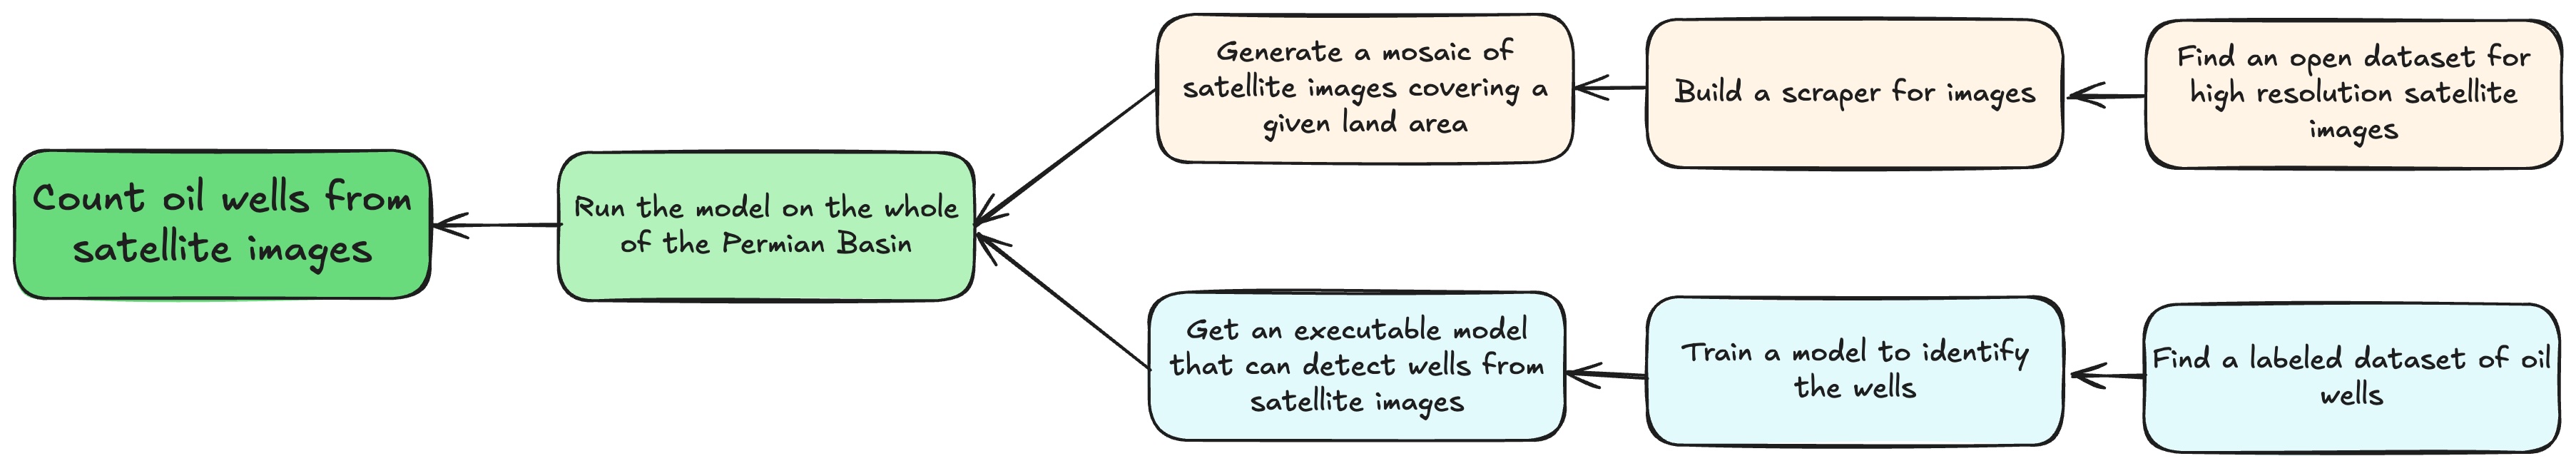 Count oil wells from
satellite images
Run the model on the whole
of the Permian Basin
Generate a mosaic of
satellite images covering a
given land area
Build a scraper for images
Find an open dataset for
high resolution satellite
images
Get an executable model
that can detect wells from
satellite images
Train a model to identify
the wells
Find a labeled dataset of oil
wells